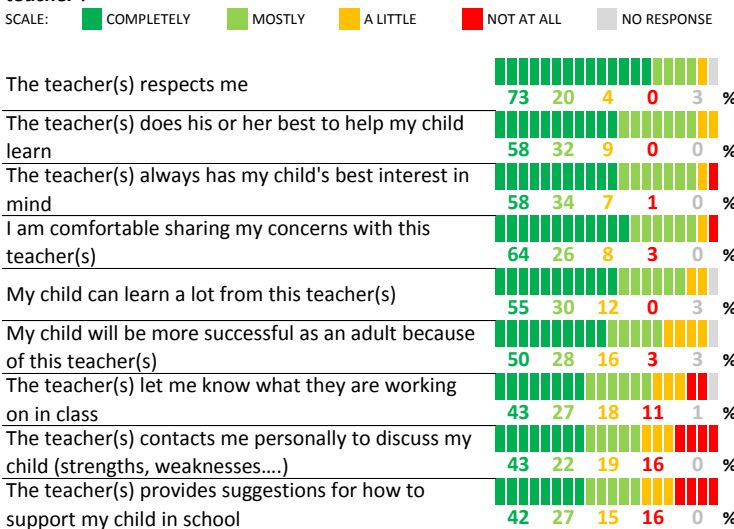 teacher?
SCALE: COMPLETELY MOSTLY A LITTLE NOT AT ALL NO RESPONSE
The teacher(s) respects me
73 20 4 0 3 %
The teacher(s) does his or her best to help my child
learn
58 32 9 0 0 %
The teacher(s) always has my child's best interest in
mind
58 34 7 1 0 %
I am comfortable sharing my concerns with this
teacher(s)
64 26 8 3 0 %
My child can learn a lot from this teacher(s)
55 30 12 0 3 %
My child will be more successful as an adult because
of this teacher(s)
50 28 16 3 3 %
The teacher(s) let me know what they are working
on in class
43 27 18 11 1 %
The teacher(s) contacts me personally to discuss my
child (strengths, weaknesses....)
43 22 19 16 0 %
The teacher(s) provides suggestions for how to
support my child in school
42 27 15 16 0 %